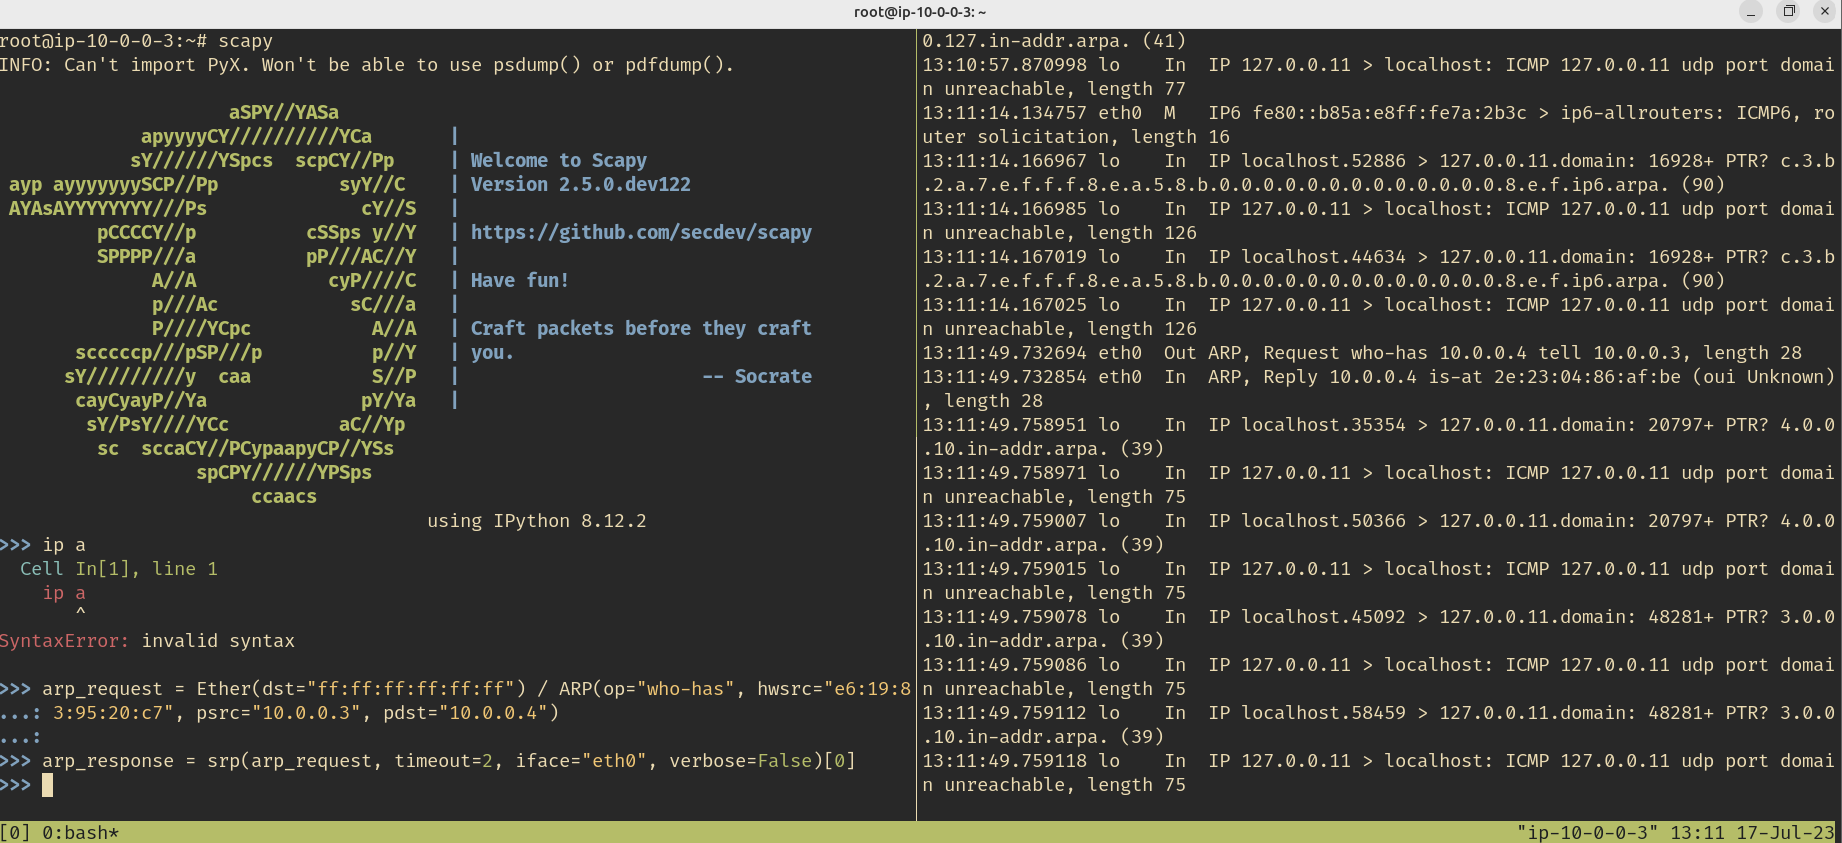 root@ip-10-0-0-3: ~
root@ip-10-0-0-3:~# scapy
INFO: Can't import PyX. Won't be able to use psdump() or pdfdump().
aSPY//YASa
apyyyyCY//////////YCa       |
sY//////YSpcs  scpCY//Pp     | Welcome to Scapy
ayp ayyyyyyySCP//Pp           syY//C    | Version 2.5.0.dev122
AYAsAYYYYYYYY///Ps              cY//S   |
pCCCCY//p          cSSps y//Y   | https://github.com/secdev/scapy
SPPPP///a          pP///AC//Y   |
A//A            cyP////C   | Have fun!
p///Ac            sC///a   |
P////YCpc           A//A   | Craft packets before they craft
scccccp///pSP///p          p//Y   | you.
sY/////////y  caa           S//P   |                      -- Socrate
cayCyayP//Ya              pY/Ya   |
sY/PsY////YCc          aC//Yp
sc  sccaCY//PCypaapyCP//YSs
spCPY//////YPSps
ccaacs
using IPython 8.12.2
>>> ip a
Cell In[1], line 1
ip a
^
SyntaxError: invalid syntax
>>> arp_request = Ether(dst="ff:ff:ff:ff:ff:ff") / ARP(op="who-has", hwsrc="e6:19:8
...: 3:95:20:c7", psrc="10.0.0.3", pdst="10.0.0.4")
...:
>>> arp_response = srp(arp_request, timeout=2, iface="eth0", verbose=False)[0]
>>>
0.127.in-addr.arpa. (41)
13:10:57.870998 lo    In  IP 127.0.0.11 > localhost: ICMP 127.0.0.11 udp port domai
n unreachable, length 77
13:11:14.134757 eth0  M   IP6 fe80::b85a:e8ff:fe7a:2b3c > ip6-allrouters: ICMP6, ro
uter solicitation, length 16
13:11:14.166967 lo    In  IP localhost.52886 > 127.0.0.11.domain: 16928+ PTR? c.3.b
.2.a.7.e.f.f.f.8.e.a.5.8.b.0.0.0.0.0.0.0.0.0.0.0.0.0.8.e.f.ip6.arpa. (90)
13:11:14.166985 lo    In  IP 127.0.0.11 > localhost: ICMP 127.0.0.11 udp port domai
n unreachable, length 126
13:11:14.167019 lo    In  IP localhost.44634 > 127.0.0.11.domain: 16928+ PTR? c.3.b
.2.a.7.e.f.f.f.8.e.a.5.8.b.0.0.0.0.0.0.0.0.0.0.0.0.0.8.e.f.ip6.arpa. (90)
13:11:14.167025 lo    In  IP 127.0.0.11 > localhost: ICMP 127.0.0.11 udp port domai
n unreachable, length 126
13:11:49.732694 eth0  Out ARP, Request who-has 10.0.0.4 tell 10.0.0.3, length 28
13:11:49.732854 eth0  In  ARP, Reply 10.0.0.4 is-at 2e:23:04:86:af:be (oui Unknown)
, length 28
13:11:49.758951 lo    In  IP localhost.35354 > 127.0.0.11.domain: 20797+ PTR? 4.0.0
.10.in-addr.arpa. (39)
13:11:49.758971 lo    In  IP 127.0.0.11 > localhost: ICMP 127.0.0.11 udp port domai
n unreachable, length 75
13:11:49.759007 lo    In  IP localhost.50366 > 127.0.0.11.domain: 20797+ PTR? 4.0.0
.10.in-addr.arpa. (39)
13:11:49.759015 lo    In  IP 127.0.0.11 > localhost: ICMP 127.0.0.11 udp port domai
n unreachable, length 75
13:11:49.759078 lo    In  IP localhost.45092 > 127.0.0.11.domain: 48281+ PTR? 3.0.0
.10.in-addr.arpa. (39)
13:11:49.759086 lo    In  IP 127.0.0.11 > localhost: ICMP 127.0.0.11 udp port domai
n unreachable, length 75
13:11:49.759112 lo    In  IP localhost.58459 > 127.0.0.11.domain: 48281+ PTR? 3.0.0
.10.in-addr.arpa. (39)
13:11:49.759118 lo    In  IP 127.0.0.11 > localhost: ICMP 127.0.0.11 udp port domai
n unreachable, length 75
[0] 0:bash*
"ip-10-0-0-3" 13:11 17-Jul-23